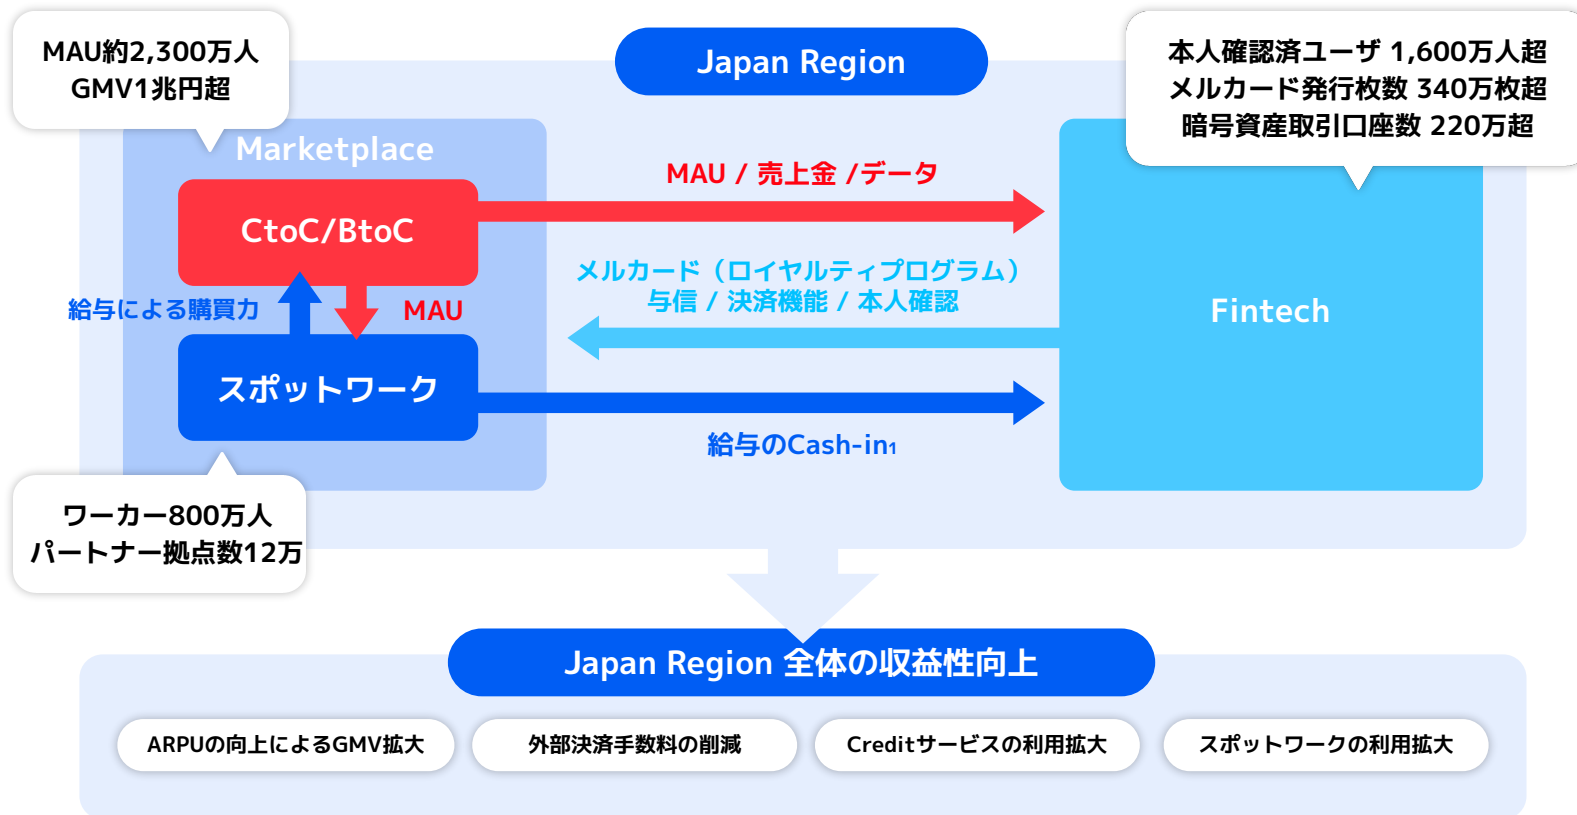 MAU約2,300万人
GMV1兆円超
Japan Region
本人確認済ユーザ 1,600万人超
メルカード発行枚数 340万枚超
暗号資産取引口座数 220万超
Marketplace
CtoC/BtoC
MAU / 売上金 /データ
メルカード（ロイヤルティプログラム）
与信 / 決済機能 / 本人確認
Fintech
給与による購買力
MAU
スポットワーク
給与のCash-in1
ワーカー800万人
パートナー拠点数12万
Japan Region 全体の収益性向上
ARPUの向上によるGMV拡大
外部決済手数料の削減
Creditサービスの利用拡大
スポットワークの利用拡大